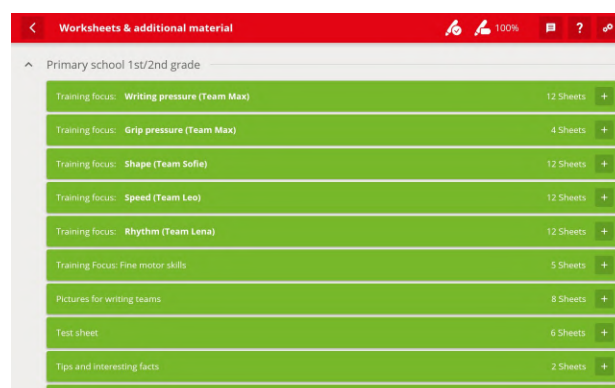 Worksheets & additional material 100% ?
Primary school 1st/2nd grade
Training focus: Writing pressure (Team Max) 12 Sheets +
Training focus: Grip pressure (Team Max) 4 Sheets +
Training focus: Shape (Team Sofie) 12 Sheets +
Training focus: Speed (Team Leo) 12 Sheets +
Training focus: Rhythm (Team Lena) 12 Sheets +
Training Focus: Fine motor skills 5 Sheets +
Pictures for writing teams 8 Sheets +
Test sheet 6 Sheets +
Tips and interesting facts 2 Sheets +